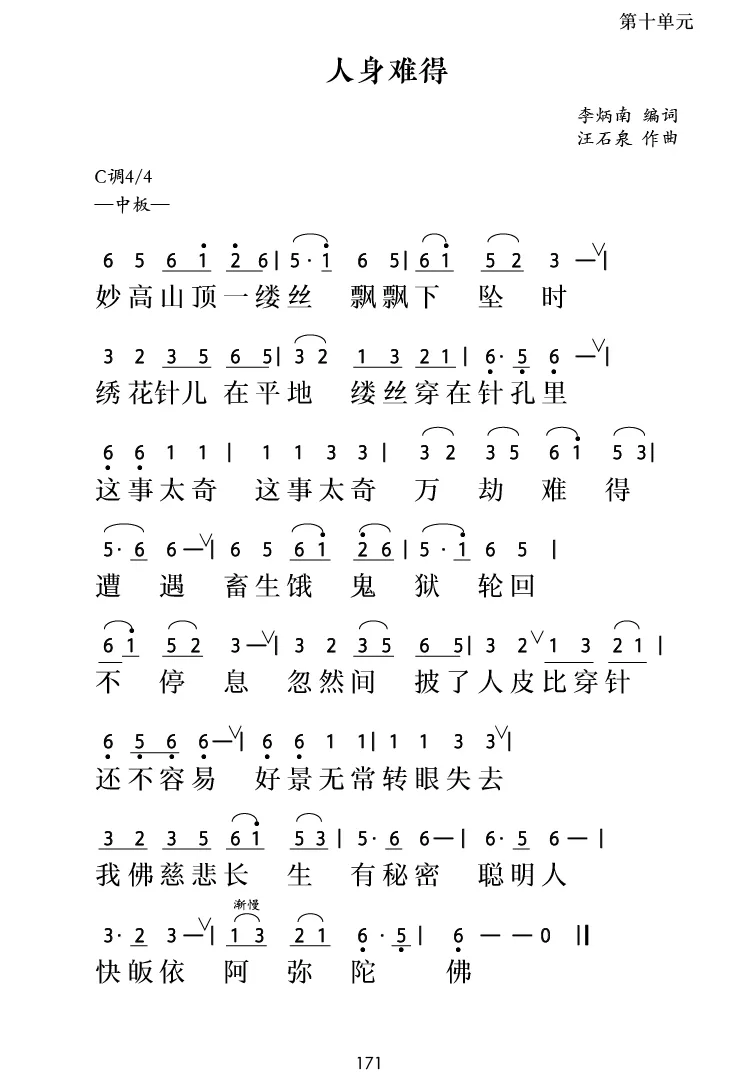 第十单元
人身难得
李炳南 编词
汪石泉 作曲
C调4/4
—中板—
6 5 6 1 2 6 | 5· 1 6 5 | 6 1 5 2 3 — ∨ |
妙高山顶一缕丝 飘飘下 坠 时
3 2 3 5 6 5 | 3 2 1 3 2 1 | 6· 5 6 — ∨ |
绣花针儿 在平地 缕丝穿在针孔里
6 6 1 1 | 1 1 3 3 | 3 2 3 5 6 1 5 3 |
这事太奇 这事太奇 万 劫 难 得
5· 6 6 — ∨ | 6 5 6 1 2 6 | 5 · 1 6 5 |
遭 遇 畜生饿 鬼 狱 轮回
6 1 5 2 3 — ∨ | 3 2 3 5 6 5 | 3 2 ∨ 1 3 2 1 |
不 停 息 忽然间 披了人皮比穿针
6 5 6 6 — ∨ | 6 6 1 1 | 1 1 3 3 ∨ |
还不容易 好景无常转眼失去
3 2 3 5 6 1 5 3 | 5· 6 6 — | 6· 5 6 — |
我佛慈悲长 生 有秘密 聪明人
渐慢
3· 2 3 — ∨ | 1 3 2 1 6 · 5 | 6 — — 0 ‖
快皈依 阿 弥 陀 佛
171